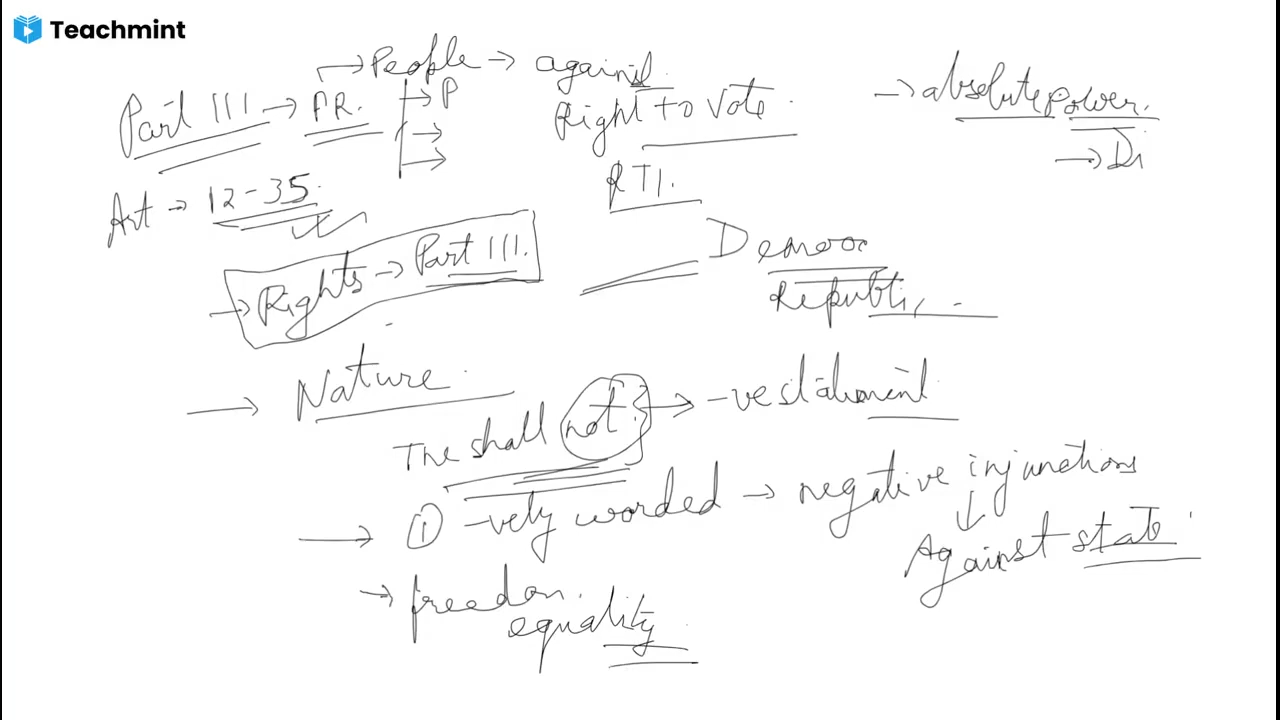 Teachmint
→ People → against
Part III → FR. → P
→
→
Right to Vote.
→ absolute power.
→ Di
RTI.
Art → 12-35.
→ Rights → Part III.
Democ
Republic
→ Nature.
The shall not. → -ve statement
→ ① -vely worded → negative injunctions
↓
Against state
→ freedom.
equality